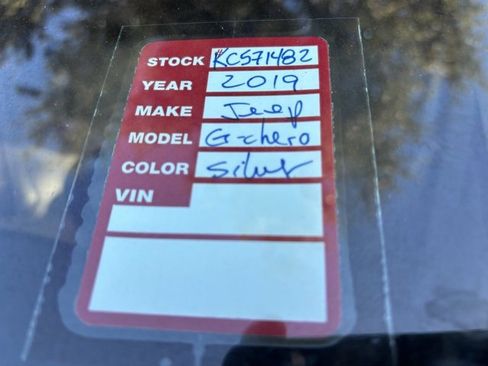 STOCK KC571482
YEAR 2019
MAKE Jeep
MODEL G-chero
COLOR Silver
VIN